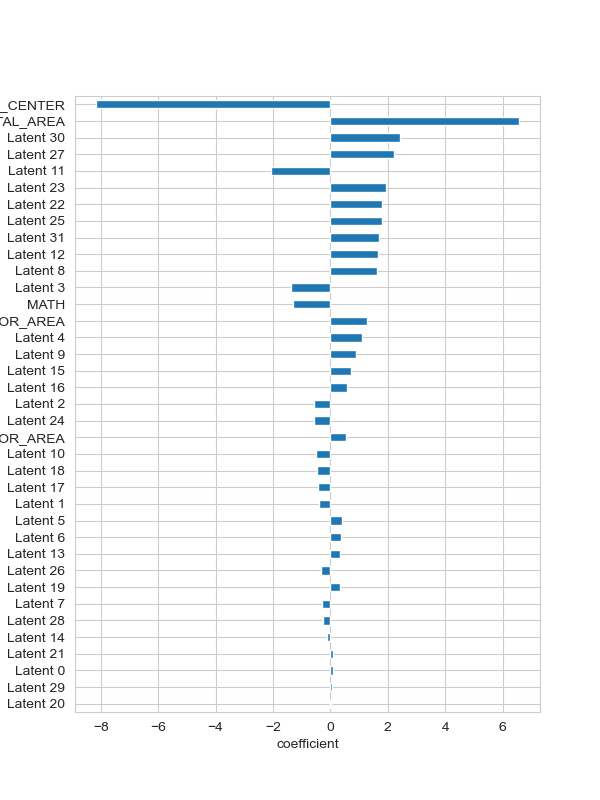 _CENTER
TAL_AREA
Latent 30
Latent 27
Latent 11
Latent 23
Latent 22
Latent 25
Latent 31
Latent 12
Latent 8
Latent 3
MATH
OR_AREA
Latent 4
Latent 9
Latent 15
Latent 16
Latent 2
Latent 24
OR_AREA
Latent 10
Latent 18
Latent 17
Latent 1
Latent 5
Latent 6
Latent 13
Latent 26
Latent 19
Latent 7
Latent 28
Latent 14
Latent 21
Latent 0
Latent 29
Latent 20
−8 −6 −4 −2 0 2 4 6
coefficient